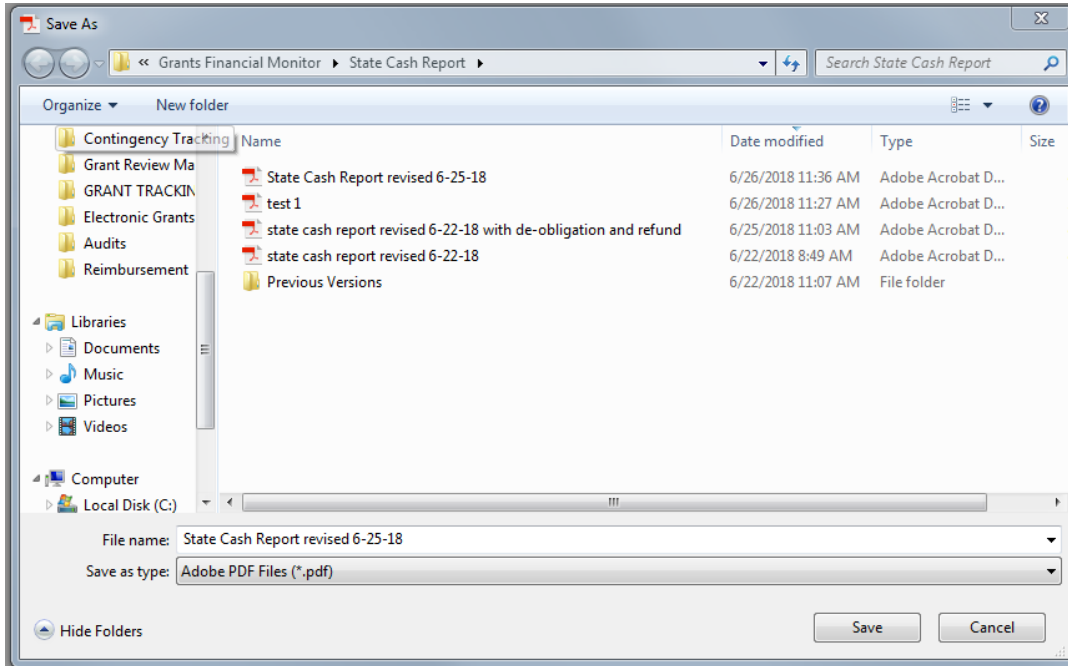 Save As
« Grants Financial Monitor State Cash Report
Search State Cash Report
Organize New folder
Contingency Tracking
Grant Review Ma
GRANT TRACKIN
Electronic Grants
Audits
Reimbursement
Libraries
Documents
Music
Pictures
Videos
Computer
Local Disk (C:)
Name Date modified Type Size
State Cash Report revised 6-25-18 6/26/2018 11:36 AM Adobe Acrobat D...
test 1 6/26/2018 11:27 AM Adobe Acrobat D...
state cash report revised 6-22-18 with de-obligation and refund 6/25/2018 11:03 AM Adobe Acrobat D...
state cash report revised 6-22-18 6/22/2018 8:49 AM Adobe Acrobat D...
Previous Versions 6/22/2018 11:07 AM File folder
File name: State Cash Report revised 6-25-18
Save as type: Adobe PDF Files (*.pdf)
Hide Folders
Save Cancel